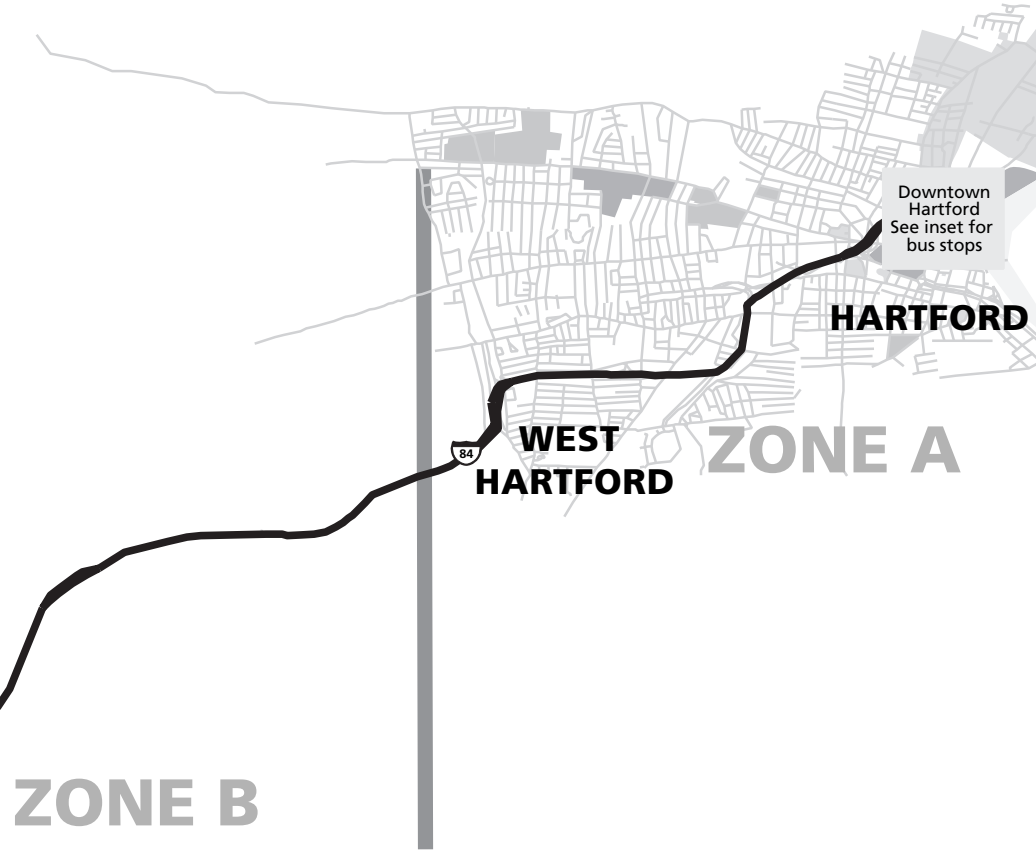 Downtown
Hartford
See inset for
bus stops
HARTFORD
WEST
HARTFORD
ZONE A
84
ZONE B